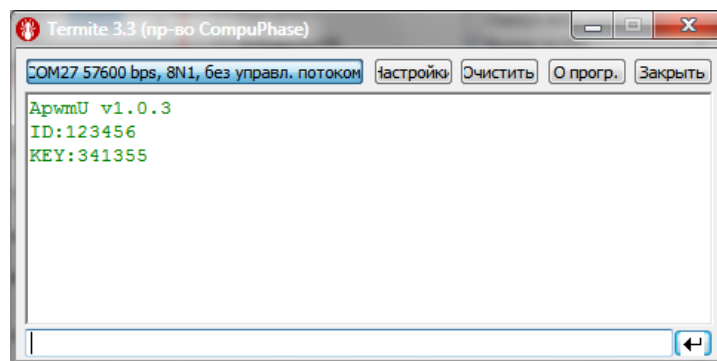 Termite 3.3 (пр-во CompuPhase)
COM27 57600 bps, 8N1, без управл. потоком
Настройки
Очистить
О прогр.
Закрыть
ApwmU v1.0.3
ID:123456
KEY:341355